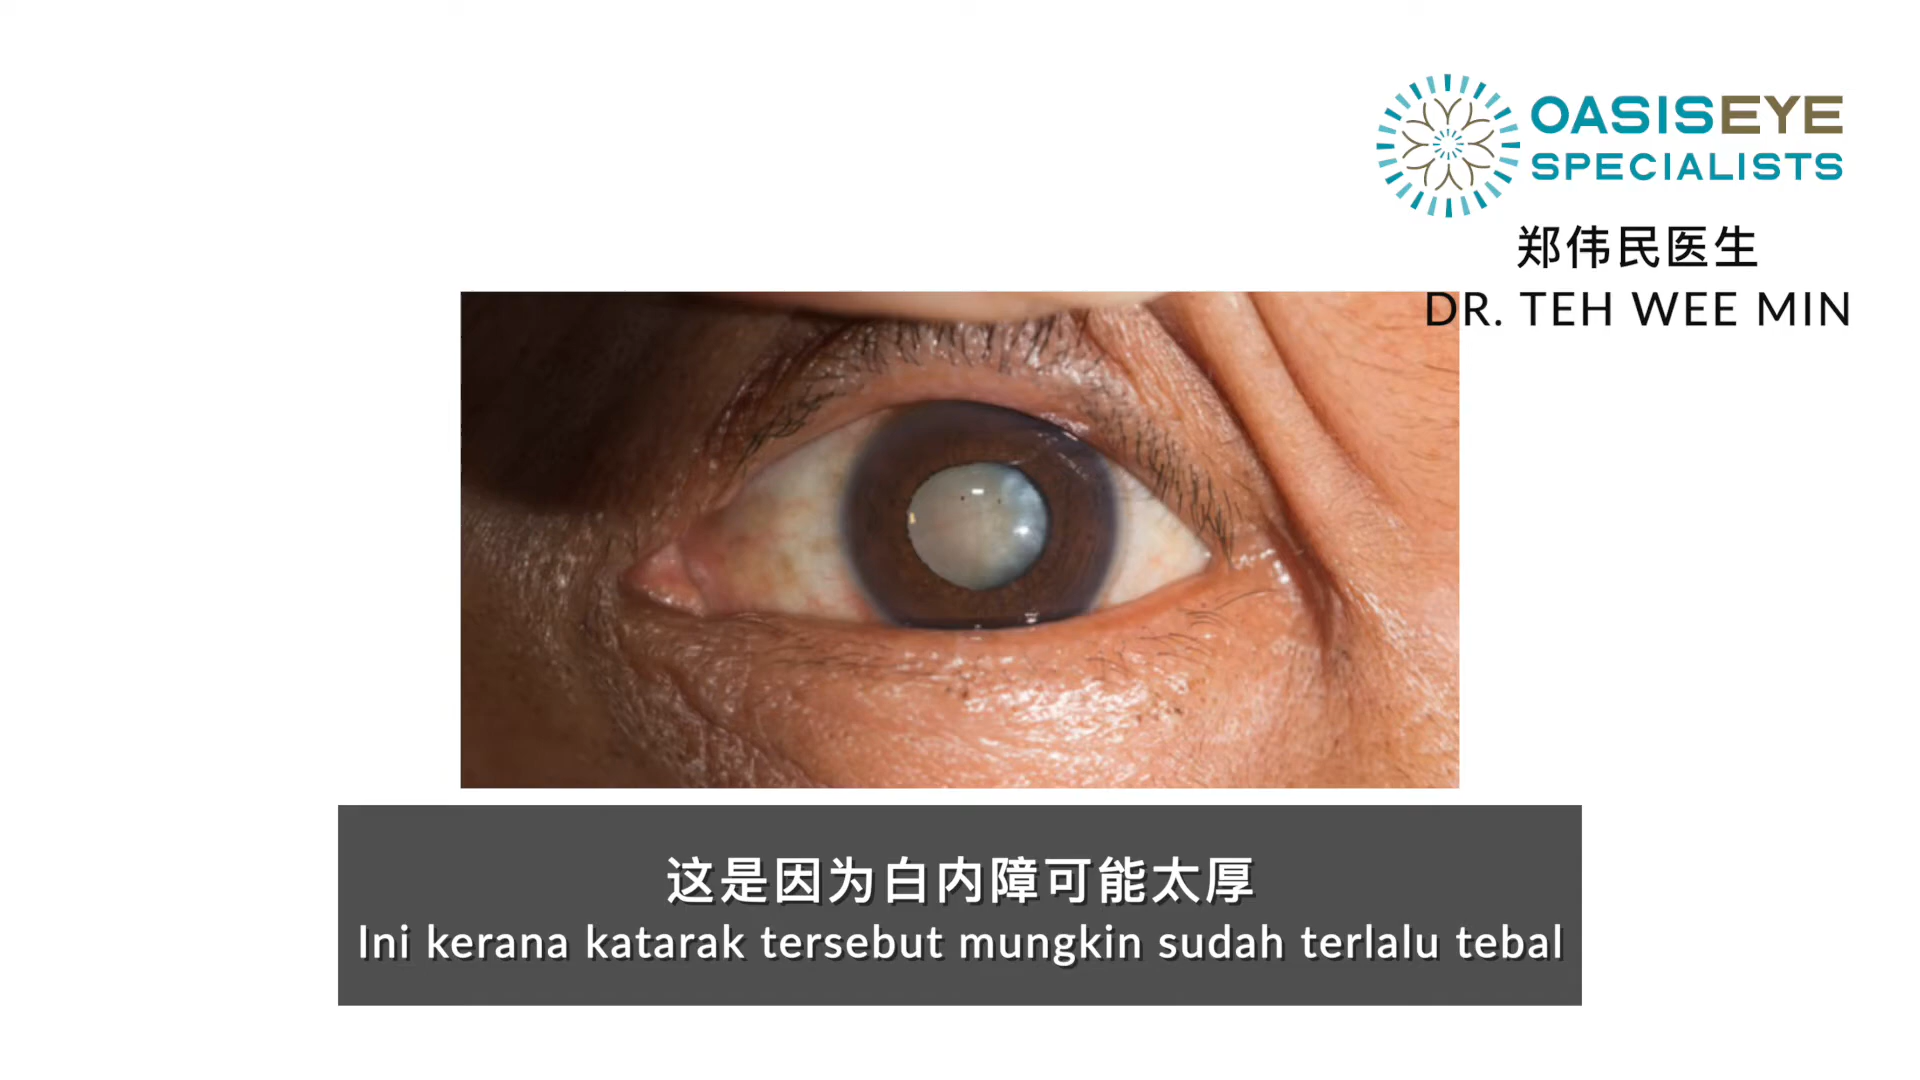 OASISEYE
SPECIALISTS
郑伟民医生
DR. TEH WEE MIN
这是因为白内障可能太厚
Ini kerana katarak tersebut mungkin sudah terlalu tebal